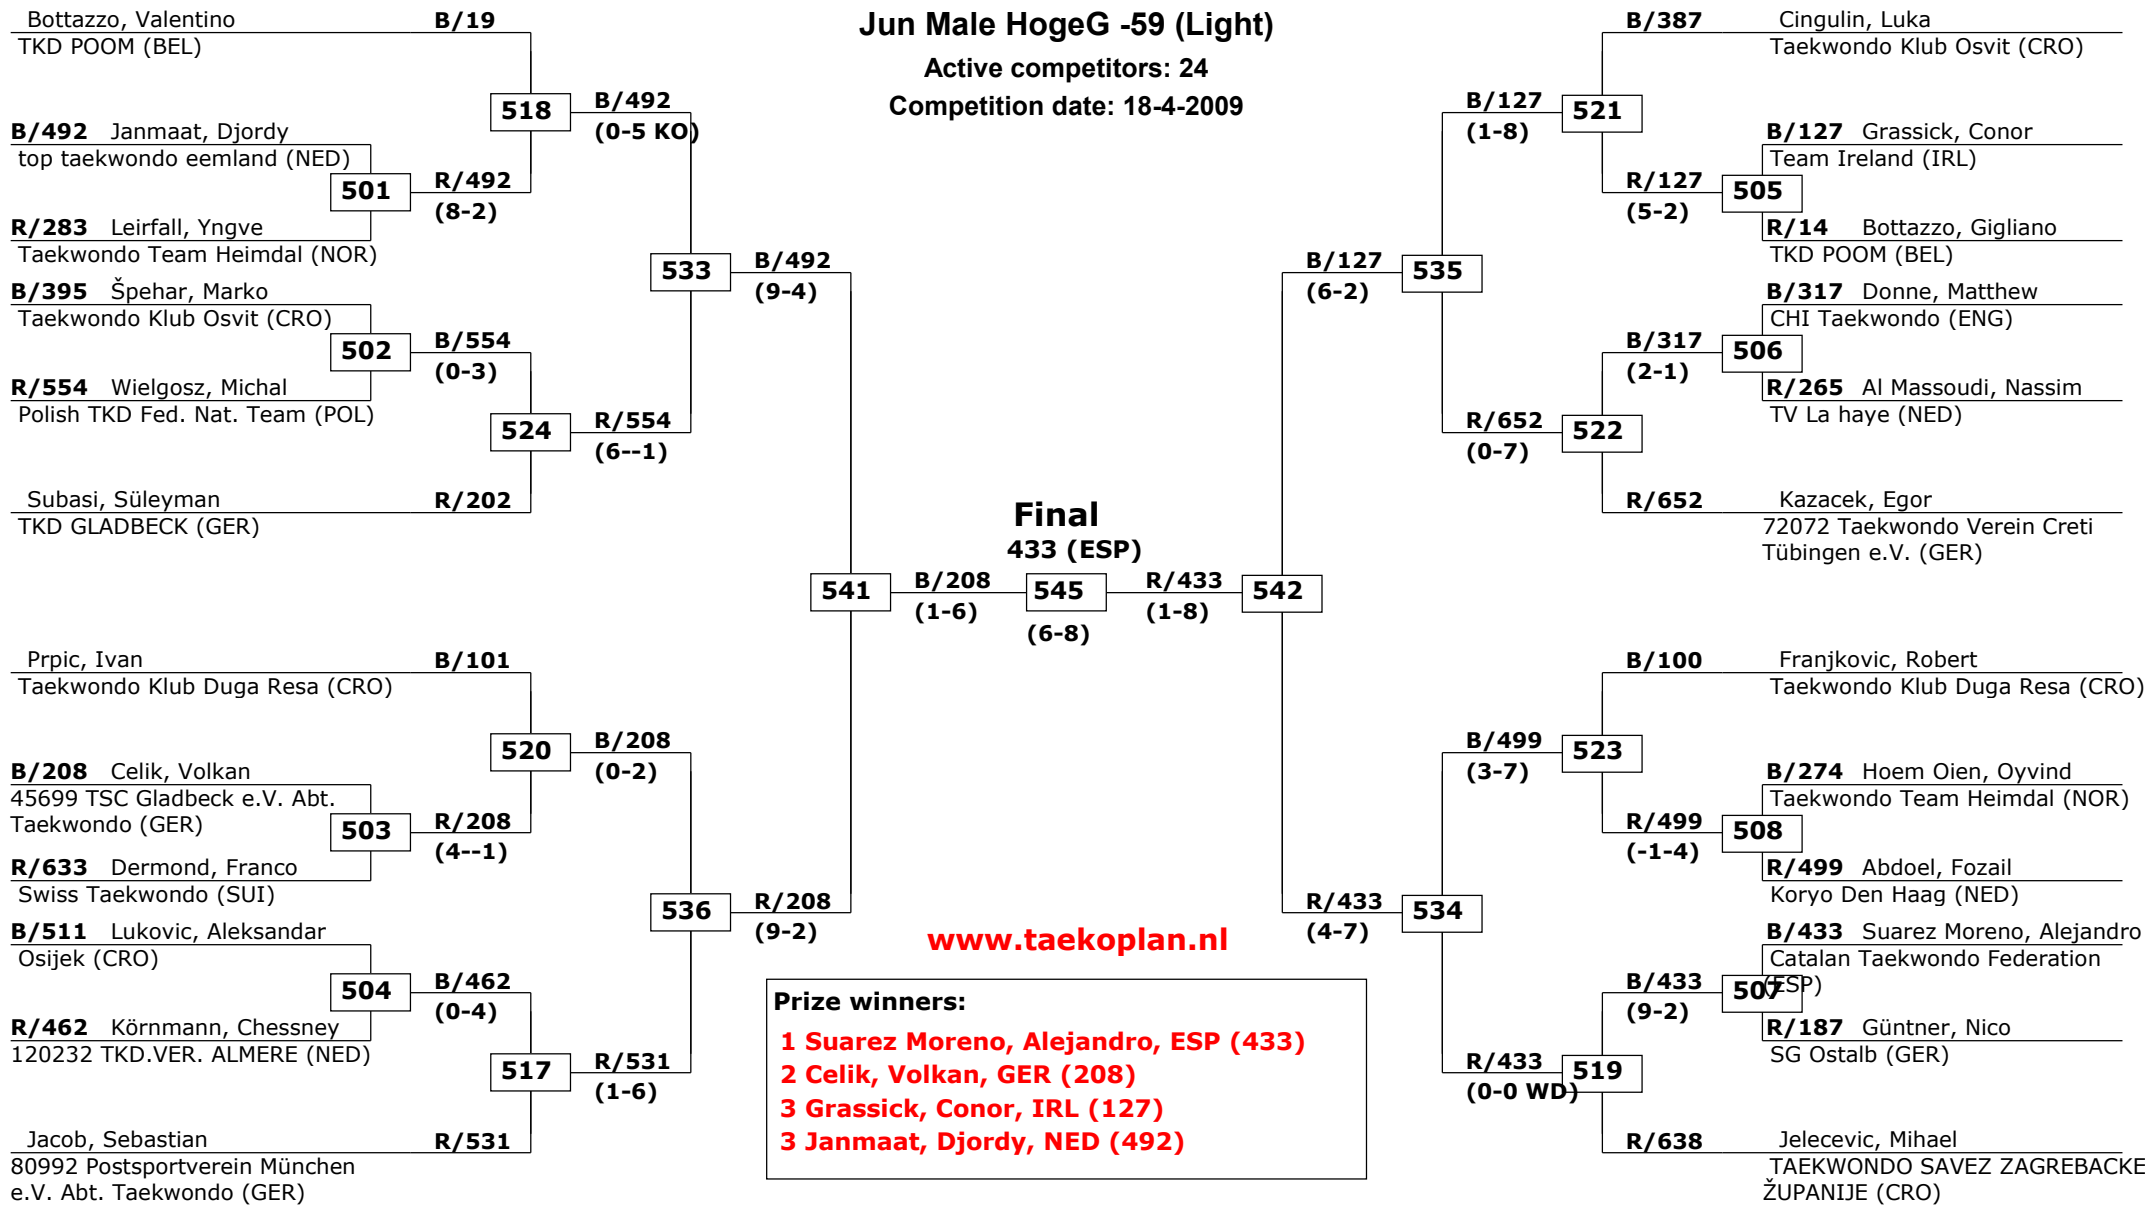 Jun Male HogeG -59 (Light)
Active competitors: 24
Competition date: 18-4-2009
Bottazzo, Valentino B/19
TKD POOM (BEL)
518
B/492
(0-5 KO)
B/492 Janmaat, Djordy
top taekwondo eemland (NED)
501
R/492
(8-2)
R/283 Leirfall, Yngve
Taekwondo Team Heimdal (NOR)
533
B/492
(9-4)
B/395 Špehar, Marko
Taekwondo Klub Osvit (CRO)
502
B/554
(0-3)
R/554 Wielgosz, Michal
Polish TKD Fed. Nat. Team (POL)
524
R/554
(6--1)
Subasi, Süleyman R/202
TKD GLADBECK (GER)
541
B/208
(1-6)
Prpic, Ivan B/101
Taekwondo Klub Duga Resa (CRO)
520
B/208
(0-2)
B/208 Celik, Volkan
45699 TSC Gladbeck e.V. Abt.
Taekwondo (GER)
503
R/208
(4--1)
R/633 Dermond, Franco
Swiss Taekwondo (SUI)
536
R/208
(9-2)
B/511 Lukovic, Aleksandar
Osijek (CRO)
504
B/462
(0-4)
R/462 Körnmann, Chessney
120232 TKD.VER. ALMERE (NED)
517
R/531
(1-6)
Jacob, Sebastian R/531
80992 Postsportverein München
e.V. Abt. Taekwondo (GER)
Final
433 (ESP)
545
(6-8)
B/387 Cingulin, Luka
Taekwondo Klub Osvit (CRO)
B/127
(1-8)
521
B/127 Grassick, Conor
Team Ireland (IRL)
R/127
(5-2)
505
R/14 Bottazzo, Gigliano
TKD POOM (BEL)
B/127
(6-2)
535
B/317 Donne, Matthew
CHI Taekwondo (ENG)
B/317
(2-1)
506
R/265 Al Massoudi, Nassim
TV La haye (NED)
R/652
(0-7)
522
R/652 Kazacek, Egor
72072 Taekwondo Verein Creti
Tübingen e.V. (GER)
R/433
(1-8)
542
B/100 Franjkovic, Robert
Taekwondo Klub Duga Resa (CRO)
B/499
(3-7)
523
B/274 Hoem Oien, Oyvind
Taekwondo Team Heimdal (NOR)
R/499
(-1-4)
508
R/499 Abdoel, Fozail
Koryo Den Haag (NED)
R/433
(4-7)
534
B/433 Suarez Moreno, Alejandro
Catalan Taekwondo Federation
(ESP)
B/433
(9-2)
507
R/187 Güntner, Nico
SG Ostalb (GER)
R/433
(0-0 WD)
519
R/638 Jelecevic, Mihael
TAEKWONDO SAVEZ ZAGREBACKE
ŽUPANIJE (CRO)
www.taekoplan.nl
Prize winners:
1 Suarez Moreno, Alejandro, ESP (433)
2 Celik, Volkan, GER (208)
3 Grassick, Conor, IRL (127)
3 Janmaat, Djordy, NED (492)